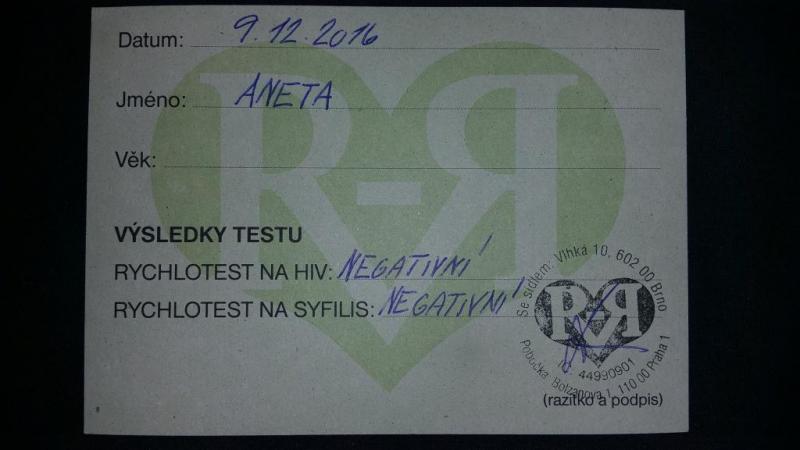 Datum: 9.12.2016
Jméno: ANETA
Věk:
VÝSLEDKY TESTU
RYCHLOTEST NA HIV: NEGATIVNÍ
RYCHLOTEST NA SYFILIS: NEGATIVNÍ
R-R
Se sídlem: Vlhká 10, 602 00 Brno
44990901
Pobočka Bolzanova 1, 110 00 Praha 1
(razítko a podpis)